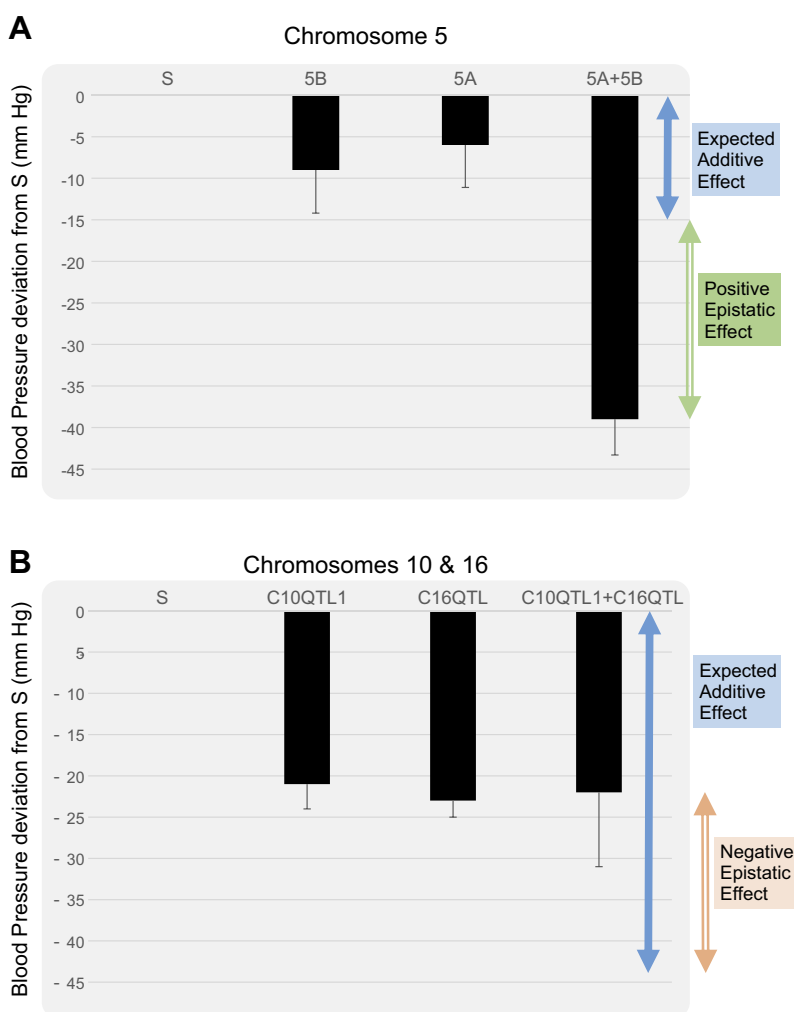 A
Chromosome 5
Blood Pressure deviation from S (mm Hg)
S 5B 5A 5A+5B
0
-5
-10
-15
-20
-25
-30
-35
-40
-45
Expected
Additive
Effect
Positive
Epistatic
Effect
B
Chromosomes 10 & 16
Blood Pressure deviation from S (mm Hg)
S C10QTL1 C16QTL C10QTL1+C16QTL
0
5
- 10
- 15
- 20
- 25
- 30
- 35
- 40
- 45
Expected
Additive
Effect
Negative
Epistatic
Effect